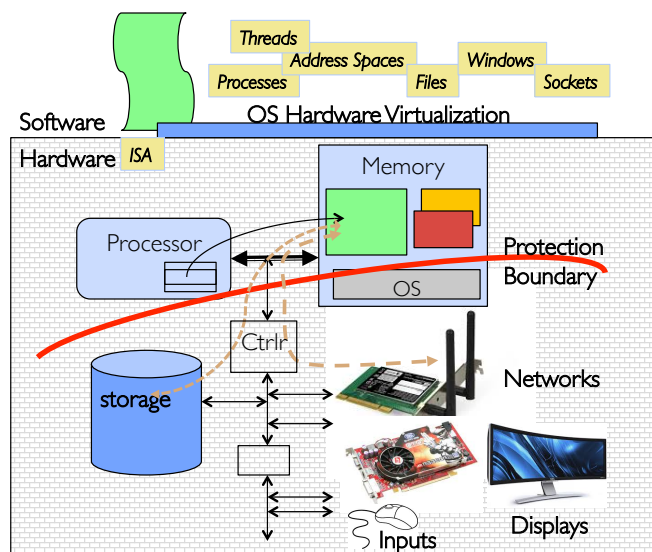 Threads
Address Spaces
Windows
Processes
Files
Sockets
OS Hardware Virtualization
Software
Hardware
ISA
Memory
Processor
Protection
Boundary
OS
Ctrlr
storage
Networks
Displays
Inputs